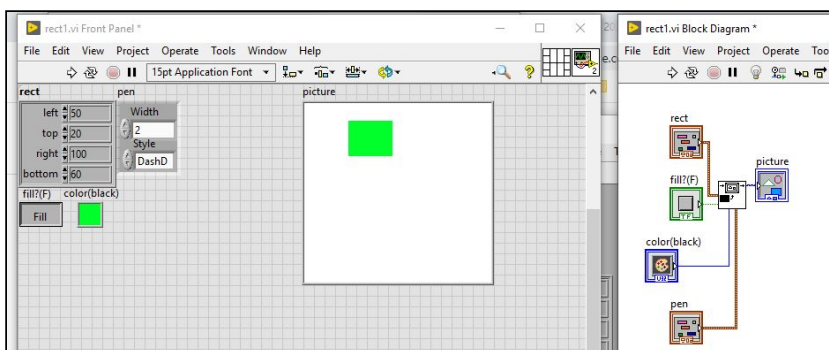 rect1.vi Front Panel *
File Edit View Project Operate Tools Window Help
15pt Application Font
2
rect
pen
picture
left 50
top 20
right 100
bottom 60
Width
2
Style
DashD
fill?(F) color(black)
Fill
rect1.vi Block Diagram *
File Edit View Project Operate Too
rect
fill?(F)
TF
color(black)
pen
picture